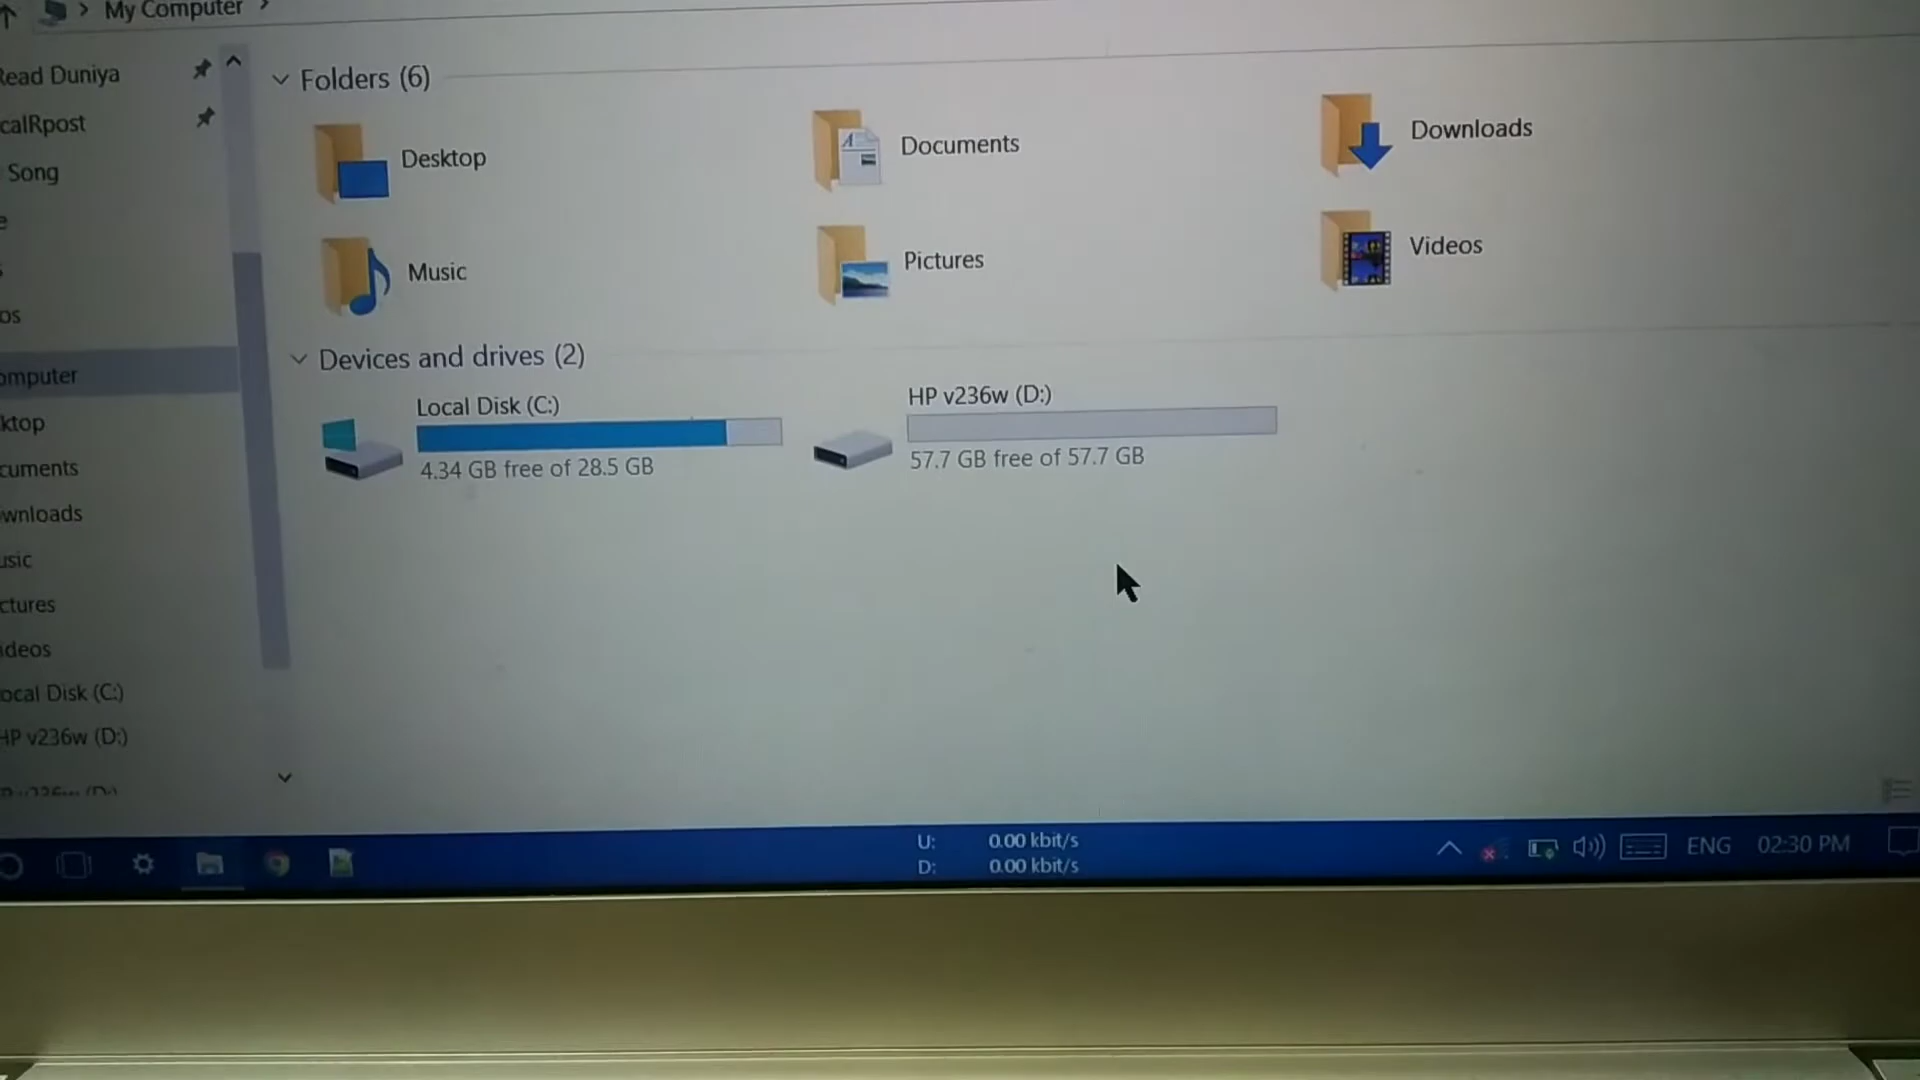 My Computer
Read Duniya
calRpost
Song
e
s
os
omputer
ktop
cuments
wnloads
usic
ctures
ideos
ocal Disk (C:)
HP v236w (D:)
Folders (6)
Desktop
Documents
Downloads
Music
Pictures
Videos
Devices and drives (2)
Local Disk (C:)
4.34 GB free of 28.5 GB
HP v236w (D:)
57.7 GB free of 57.7 GB
U: 0.00 kbit/s
D: 0.00 kbit/s
ENG 02:30 PM